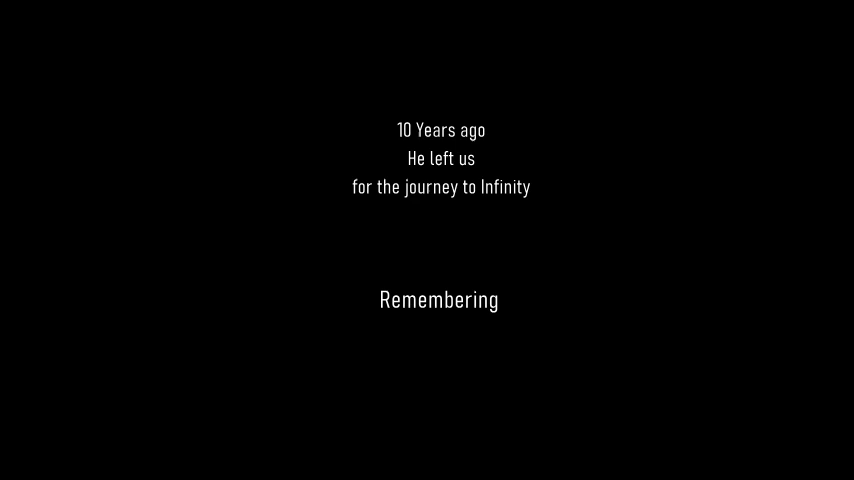 10 Years ago
He left us
for the journey to Infinity
Remembering